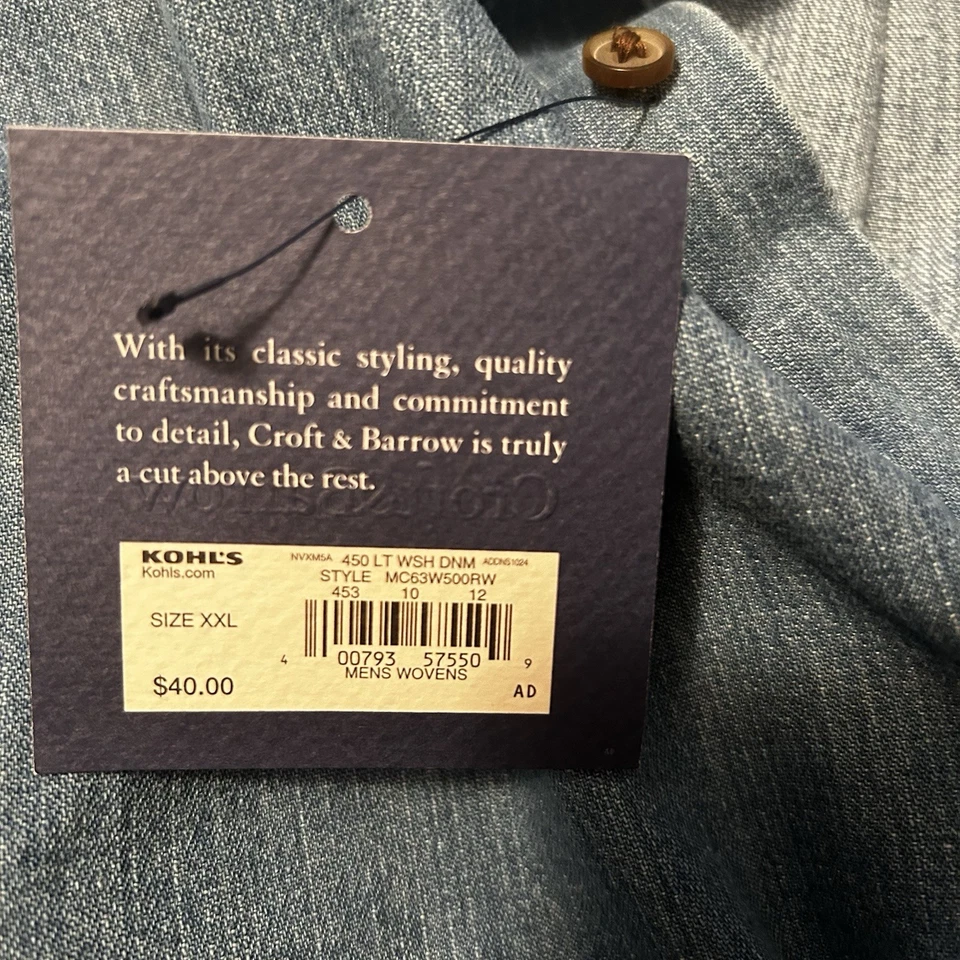 With its classic styling, quality
craftsmanship and commitment
to detail, Croft & Barrow is truly
a cut above the rest.
KOHL'S
Kohls.com
NVXM5A 450 LT WSH DNM ADDNS1024
STYLE MC63W500RW
453 10 12
SIZE XXL
4 00793 57550 9
MENS WOVENS
$40.00
AD